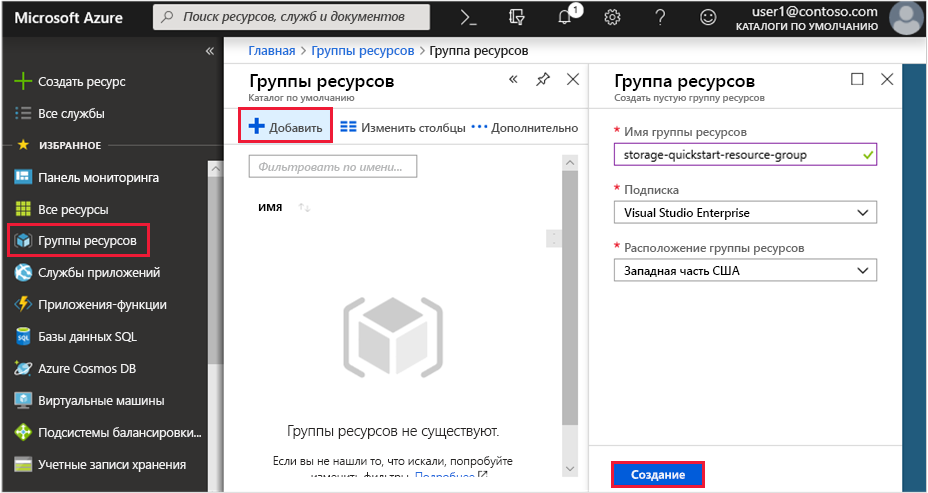 Microsoft Azure
Поиск ресурсов, служб и документов
1
user1@contoso.com
КАТАЛОГИ ПО УМОЛЧАНИЮ
Создать ресурс
Все службы
ИЗБРАННОЕ
Панель мониторинга
Все ресурсы
Группы ресурсов
Службы приложений
Приложения-функции
Базы данных SQL
Azure Cosmos DB
Виртуальные машины
Подсистемы балансировки...
Учетные записи хранения
Главная > Группы ресурсов > Группа ресурсов
Группы ресурсов
Каталог по умолчанию
Добавить
Изменить столбцы
Дополнительно
Фильтровать по имени...
ИМЯ
Группы ресурсов не существуют.
Если вы не нашли то, что искали, попробуйте
изменить фильтры. Подробнее
Группа ресурсов
Создать пустую группу ресурсов
* Имя группы ресурсов
storage-quickstart-resource-group
* Подписка
Visual Studio Enterprise
* Расположение группы ресурсов
Западная часть США
Создание